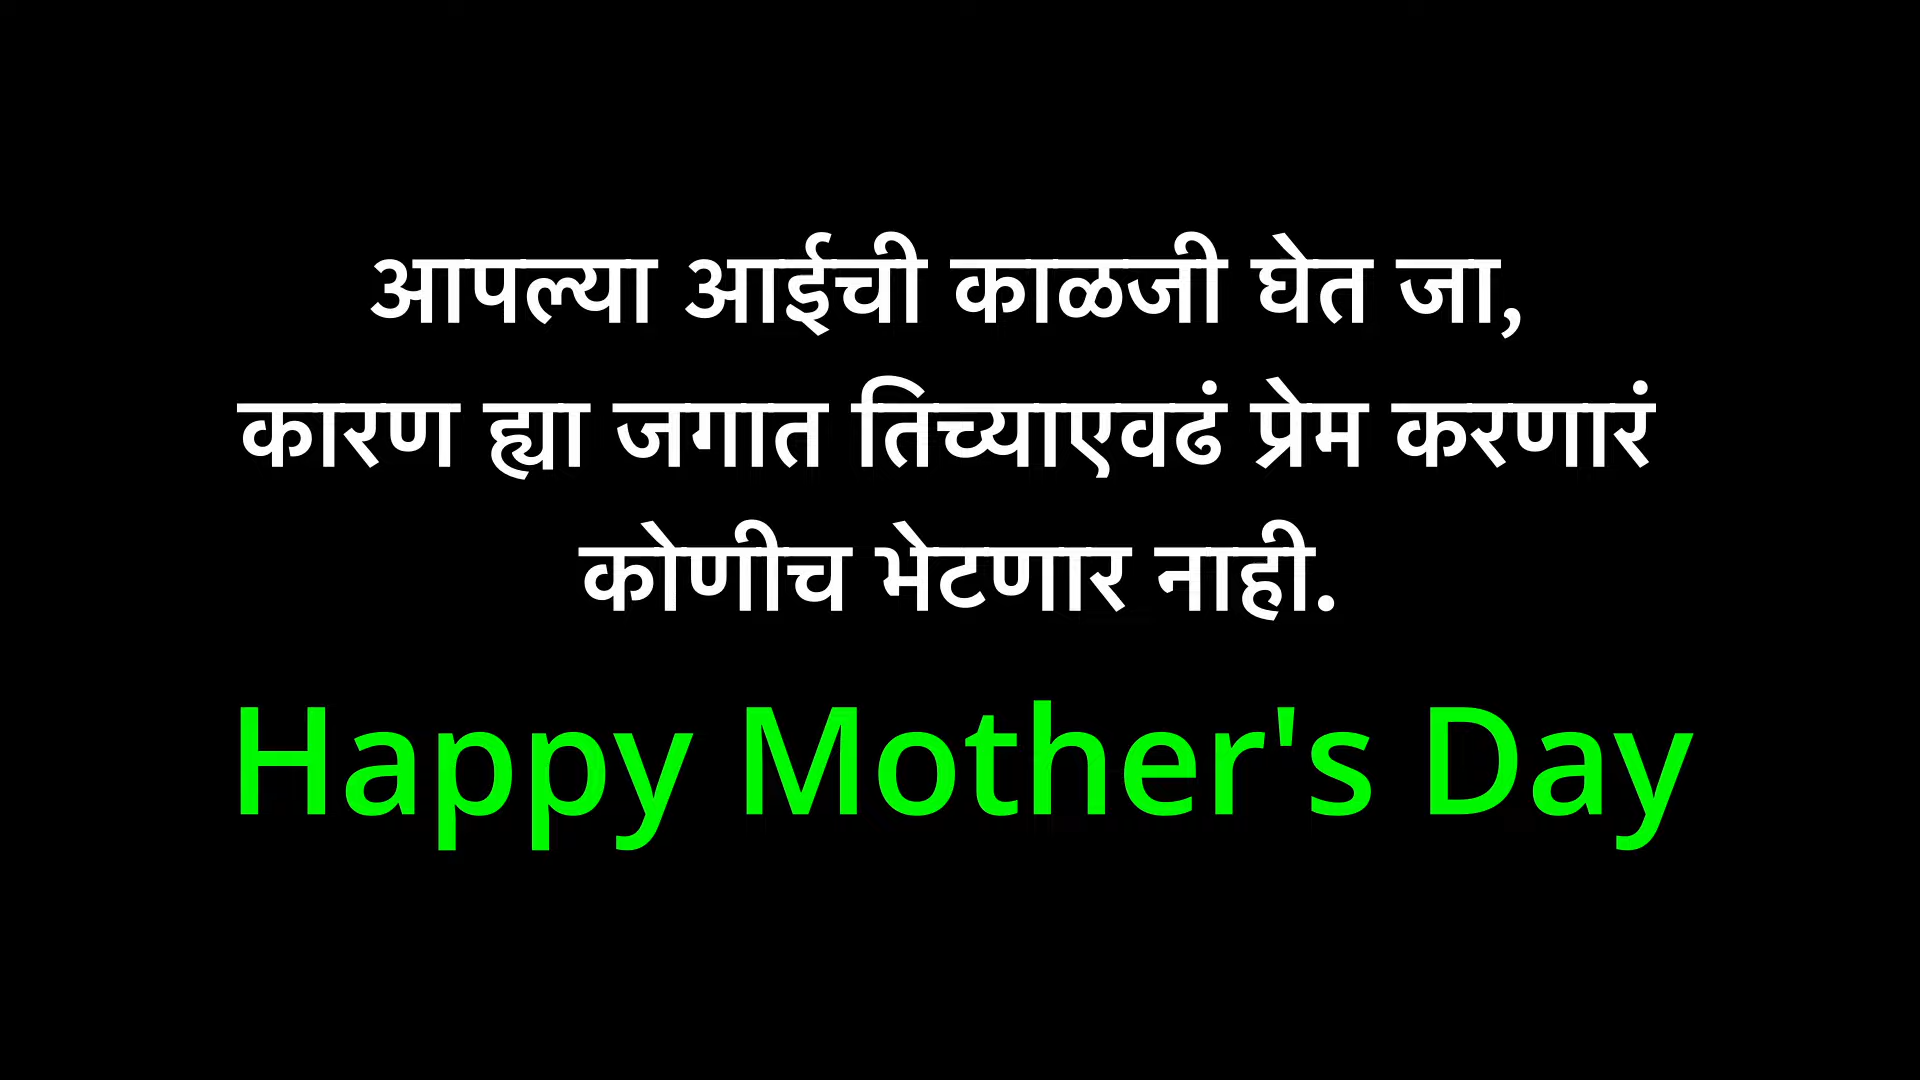 आपल्या आईची काळजी घेत जा,
कारण ह्या जगात तिच्याएवढं प्रेम करणारं
कोणीच भेटणार नाही.
Happy Mother's Day